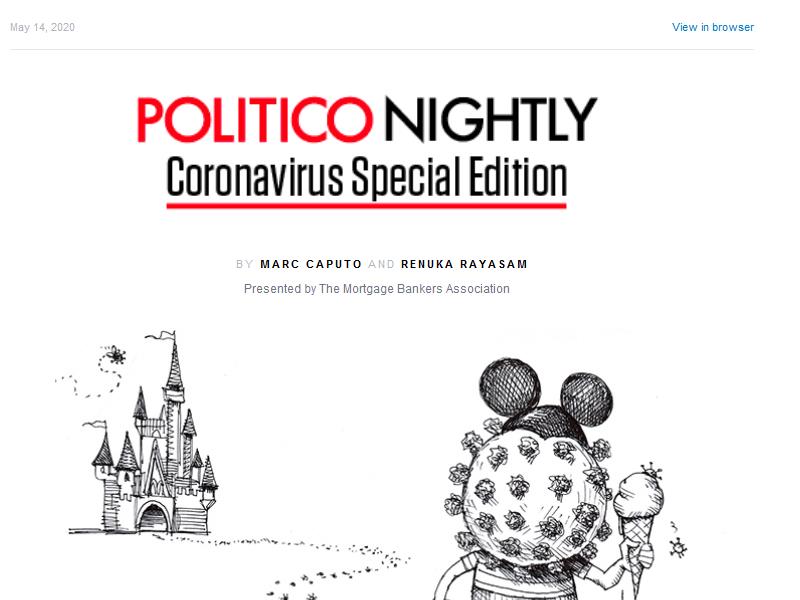 May 14, 2020
View in browser
POLITICO NIGHTLY
Coronavirus Special Edition
BY MARC CAPUTO AND RENUKA RAYASAM
Presented by The Mortgage Bankers Association